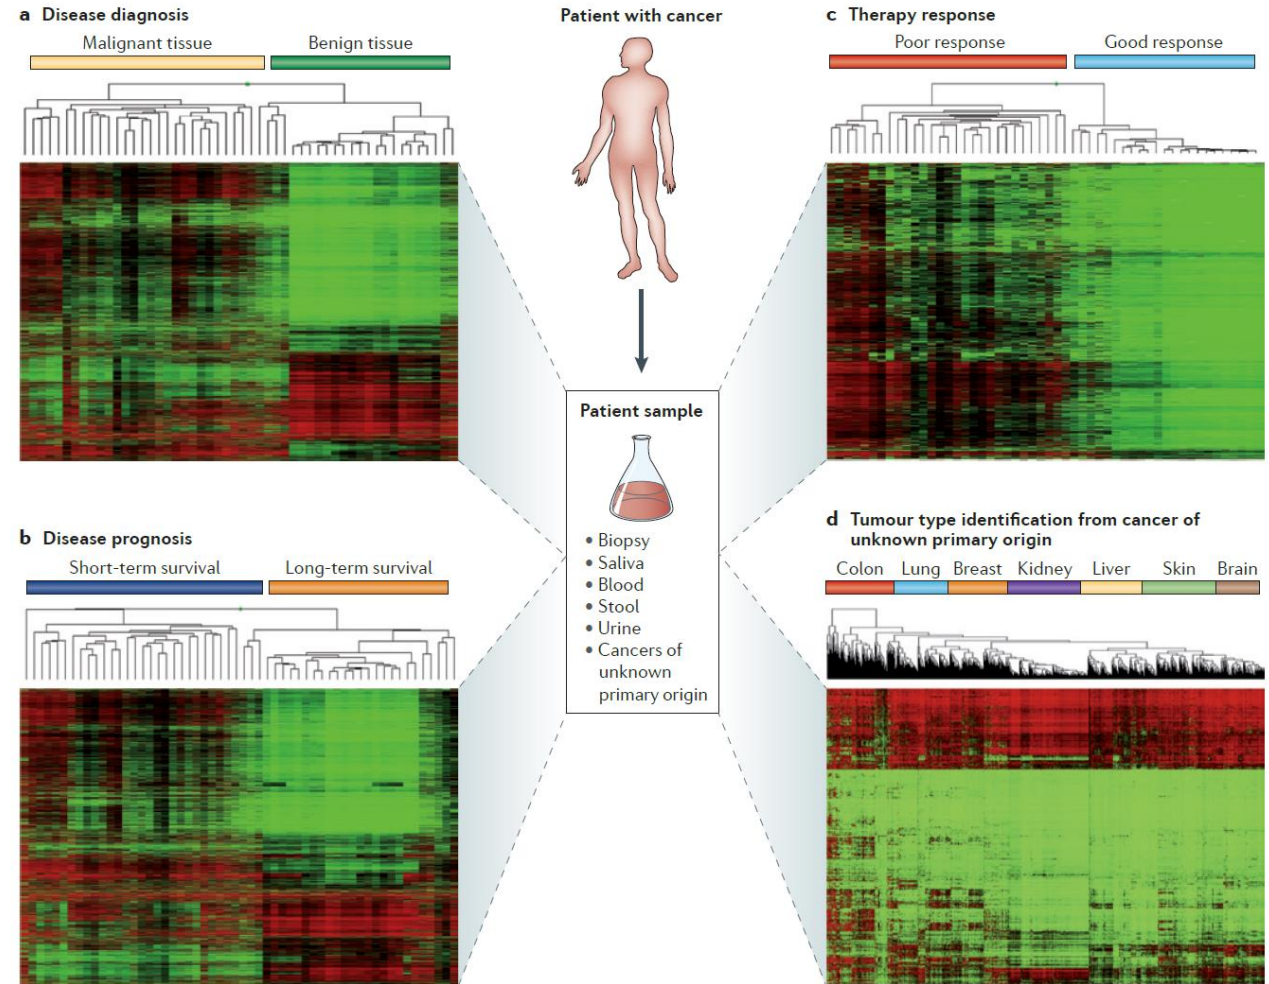 a Disease diagnosis
Malignant tissue
Benign tissue
Patient with cancer
c Therapy response
Poor response
Good response
Patient sample
• Biopsy
• Saliva
• Blood
• Stool
• Urine
• Cancers of
unknown
primary origin
b Disease prognosis
Short-term survival
Long-term survival
d Tumour type identification from cancer of
unknown primary origin
Colon
Lung
Breast
Kidney
Liver
Skin
Brain